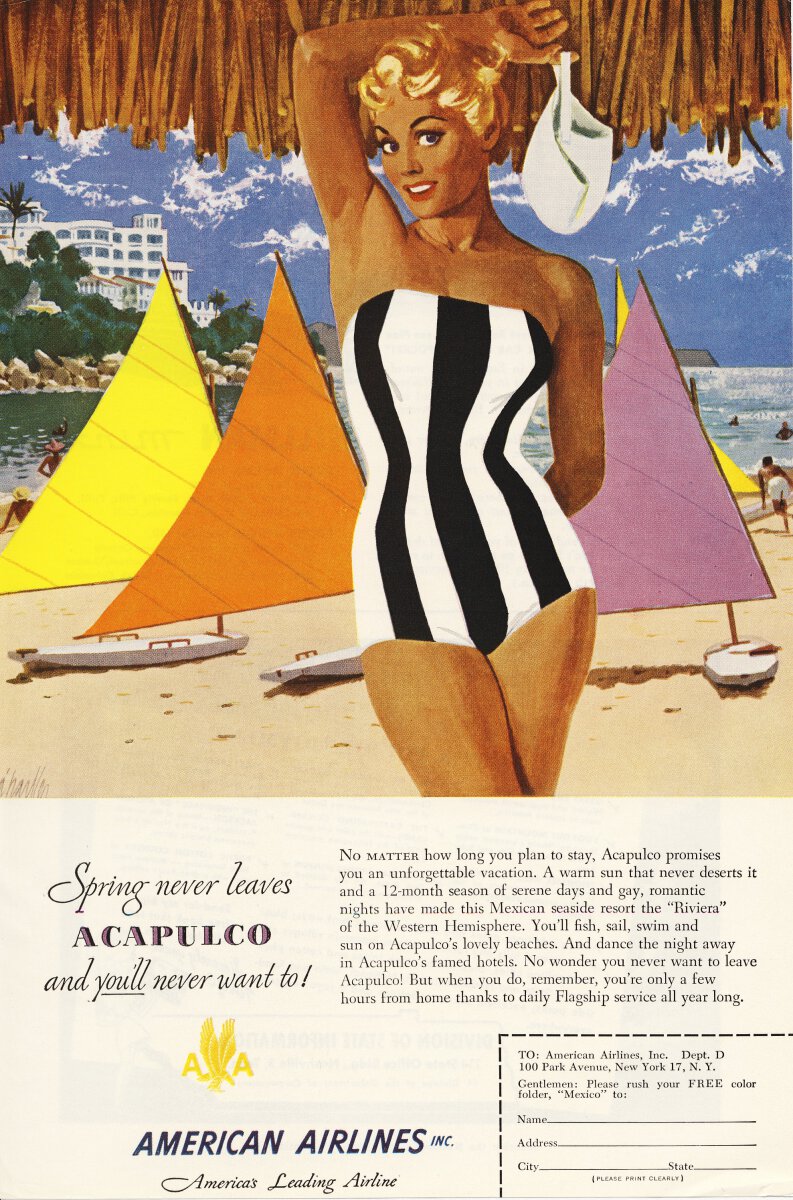 Spring never leaves
ACAPULCO
and you'll never want to!
NO MATTER how long you plan to stay, Acapulco promises
you an unforgettable vacation. A warm sun that never deserts it
and a 12-month season of serene days and gay, romantic
nights have made this Mexican seaside resort the “Riviera”
of the Western Hemisphere. You'll fish, sail, swim and
sun on Acapulco's lovely beaches. And dance the night away
in Acapulco's famed hotels. No wonder you never want to leave
Acapulco! But when you do, remember, you're only a few
hours from home thanks to daily Flagship service all year long.
A A
AMERICAN AIRLINES INC.
America's Leading Airline
TO: American Airlines, Inc. Dept. D
100 Park Avenue, New York 17, N. Y.
Gentlemen: Please rush your FREE color
folder, “Mexico” to:
Name
Address
City State
(PLEASE PRINT CLEARLY)